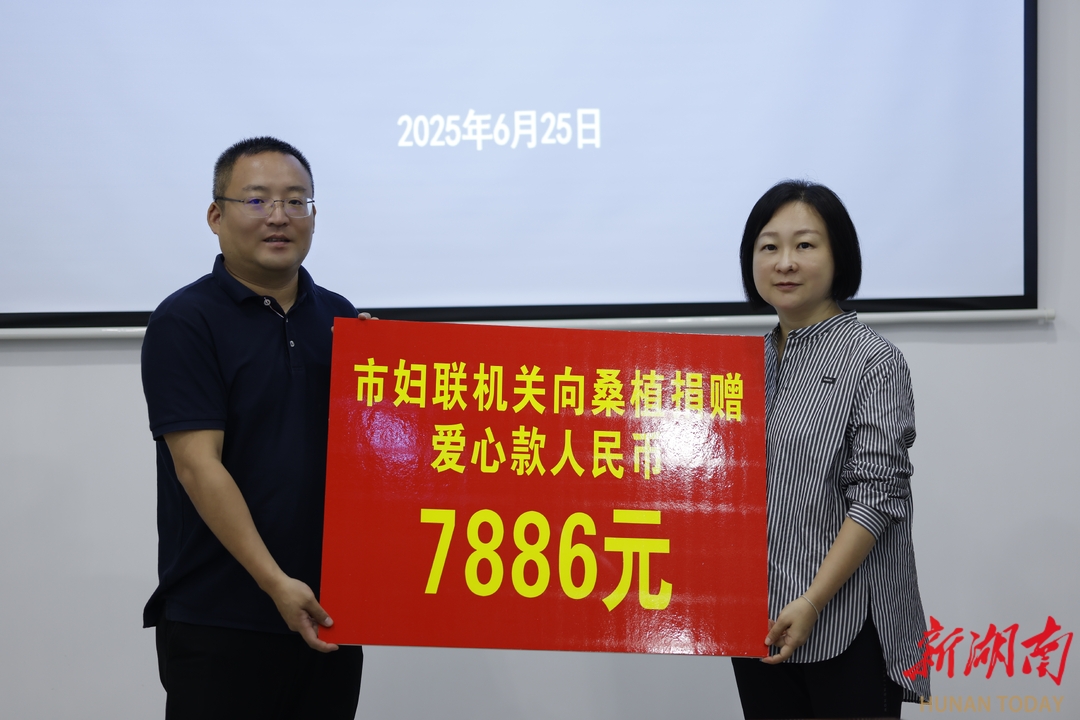 2025年6月25日
市妇联机关向桑植捐赠
爱心款人民币
7886元
新湖南
HUNAN TODAY